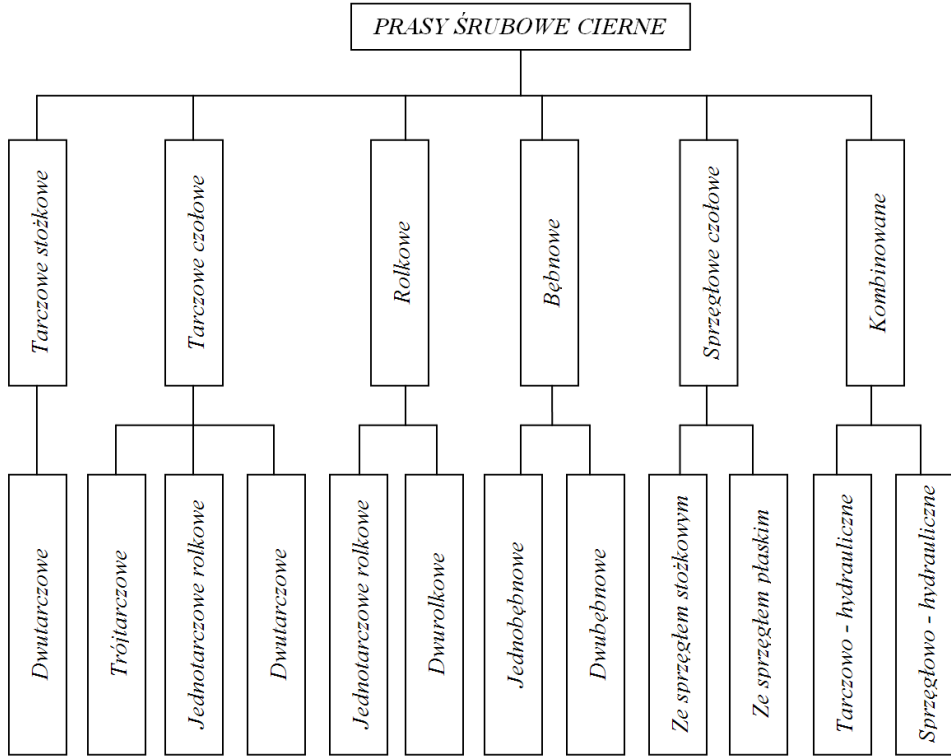 PRASY ŚRUBOWE CIERNE
Tarczowe stożkowe
Tarczowe czołowe
Rolkowe
Bębnowe
Sprzęgłowe czołowe
Kombinowane
Dwutarczowe
Trójtarczowe
Jednotarczowe rolkowe
Dwutarczowe
Jednotarczowe rolkowe
Dwurolkowe
Jednobębnowe
Dwubębnowe
Ze sprzęgłem stożkowym
Ze sprzęgłem płaskim
Tarczowo - hydrauliczne
Sprzęgłowo - hydrauliczne